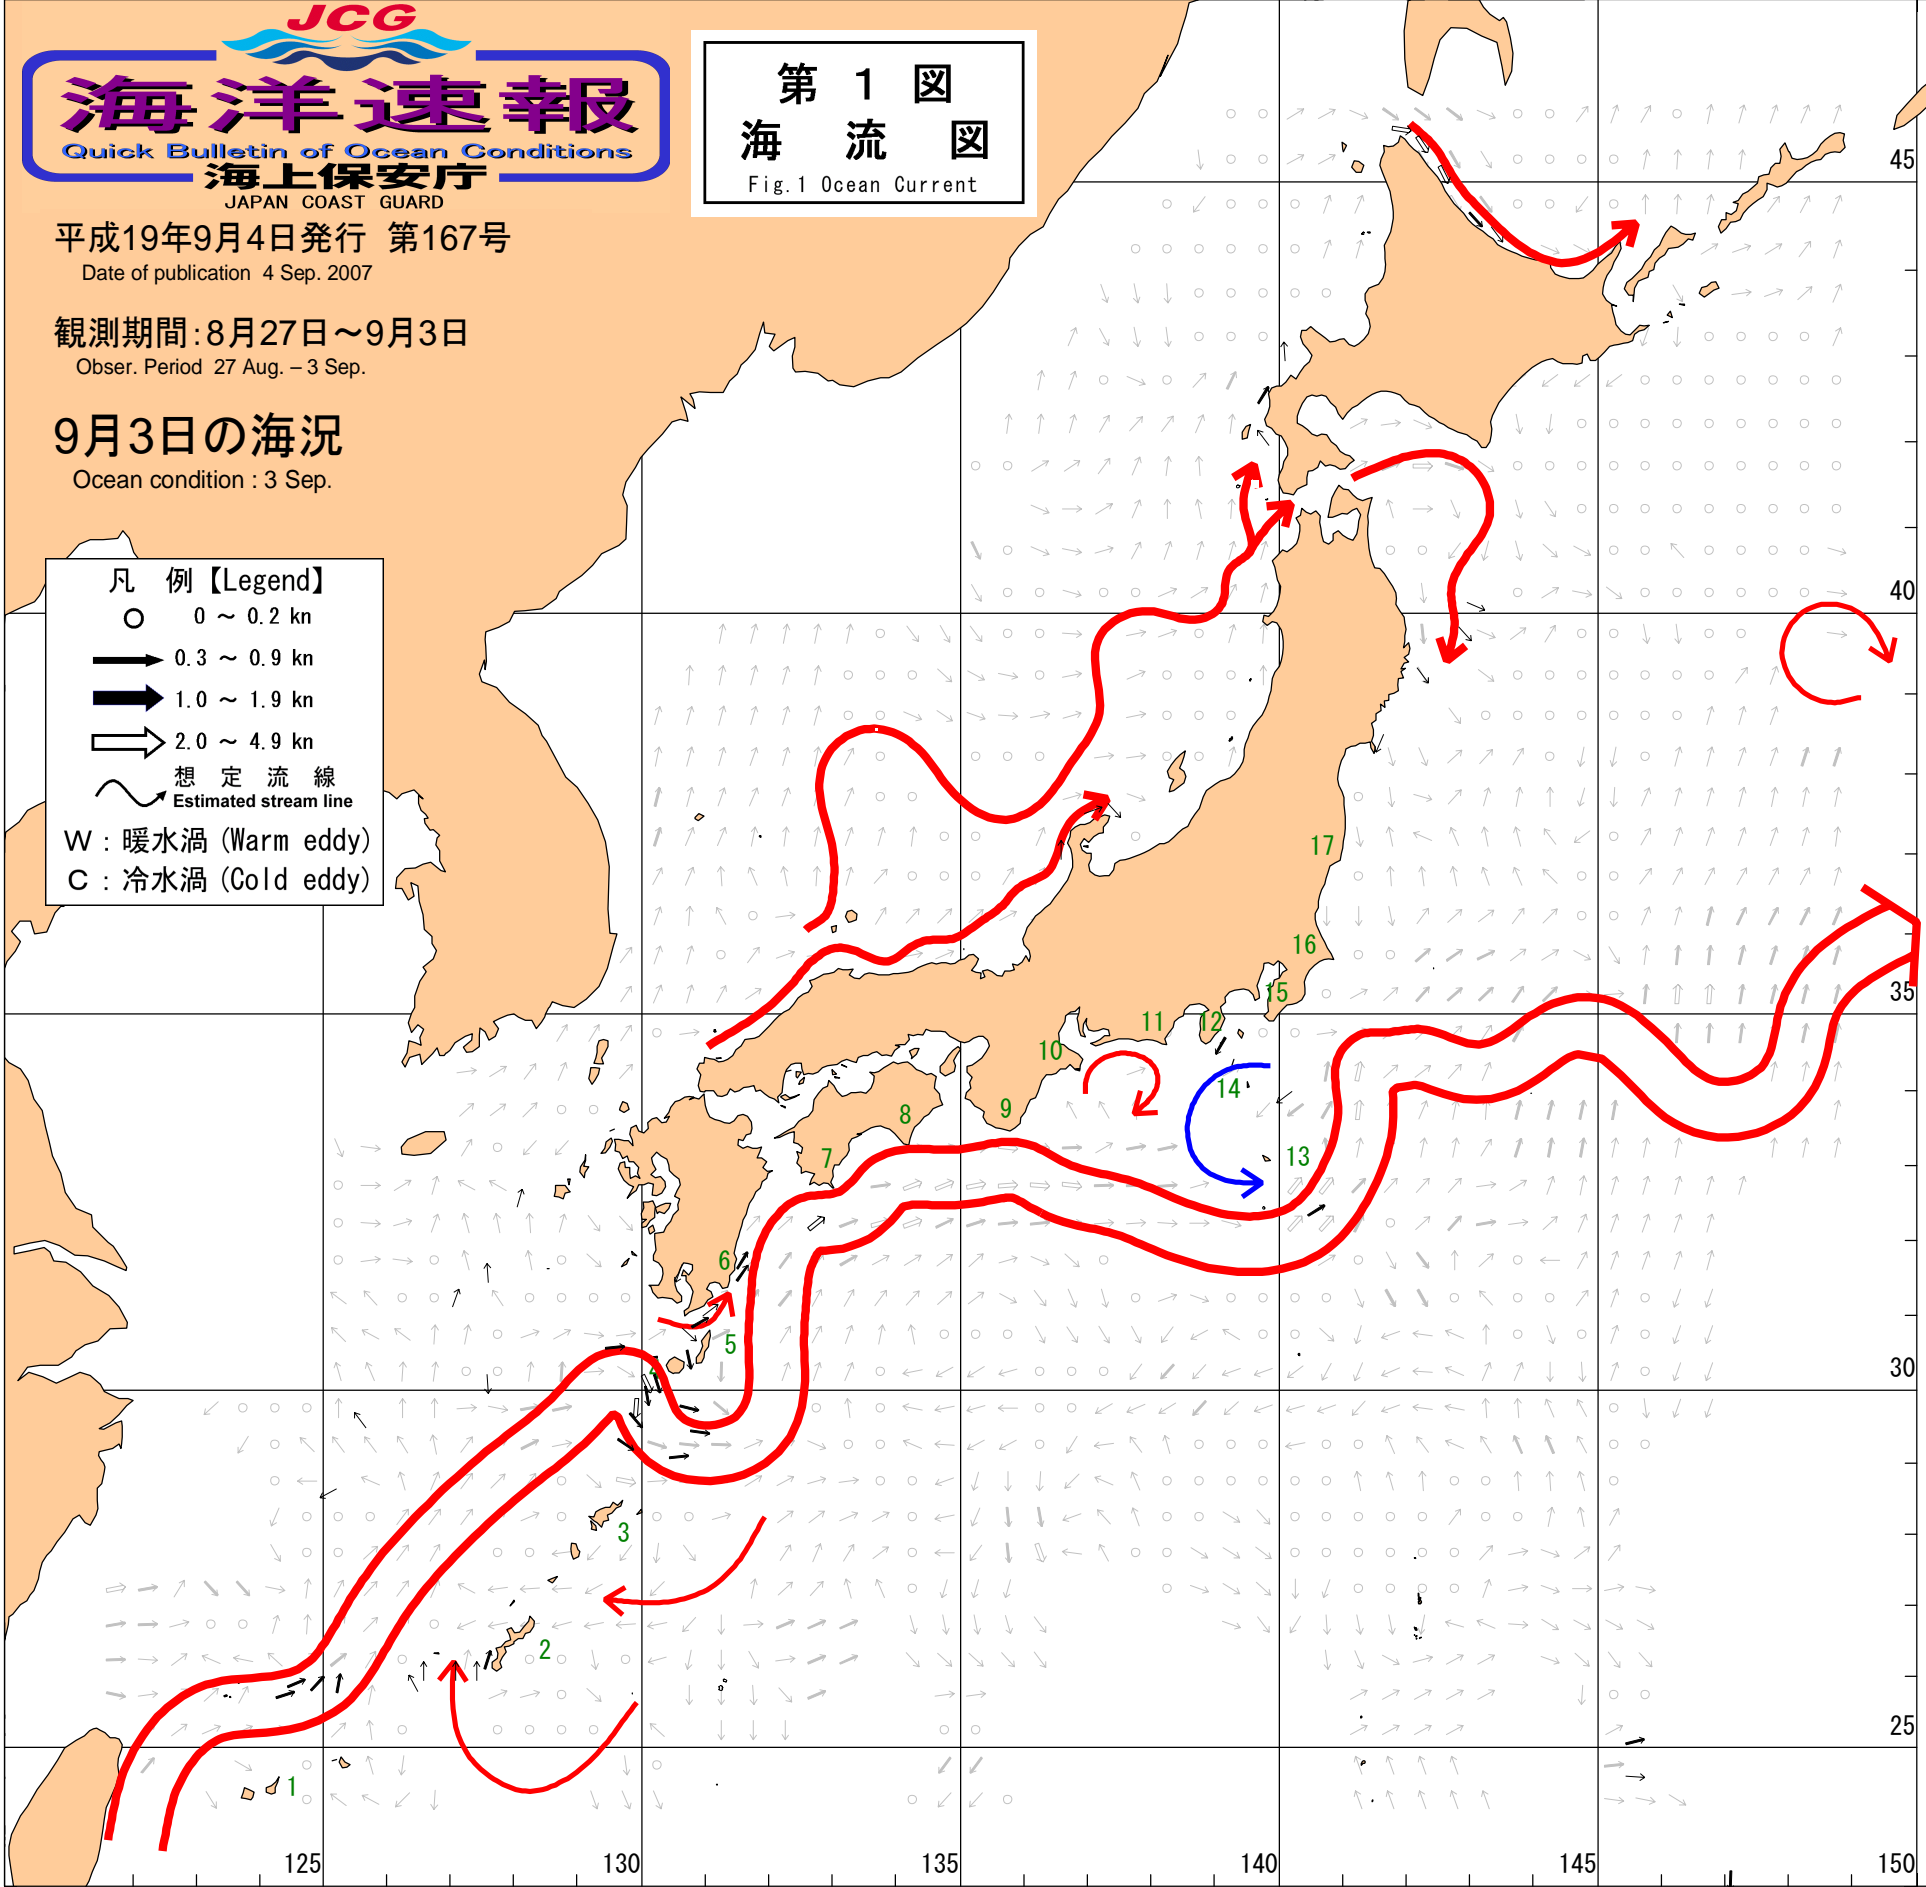 JCG
海洋速報
Quick Bulletin of Ocean Conditions
海上保安庁
JAPAN COAST GUARD
平成19年9月4日発行 第167号
Date of publication 4 Sep. 2007
観測期間:8月27日～9月3日
Obser. Period 27 Aug. – 3 Sep.
9月3日の海況
Ocean condition : 3 Sep.
第 1 図
海 流 図
Fig.1 Ocean Current
凡 例【Legend】
0 ～ 0.2 kn
0.3 ～ 0.9 kn
1.0 ～ 1.9 kn
2.0 ～ 4.9 kn
想 定 流 線
Estimated stream line
W : 暖水渦 (Warm eddy)
C : 冷水渦 (Cold eddy)
45
40
35
30
25
17
16
15
12
11
10
14
9
8
7
13
6
5
4
3
2
1
125
130
135
140
145
150